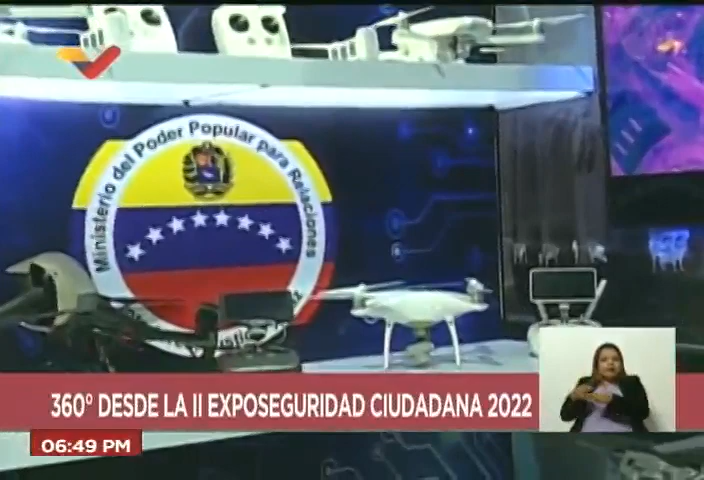 Ministerio del Poder Popular para Relaciones
360° DESDE LA II EXPOSEGURIDAD CIUDADANA 2022
06:49 PM